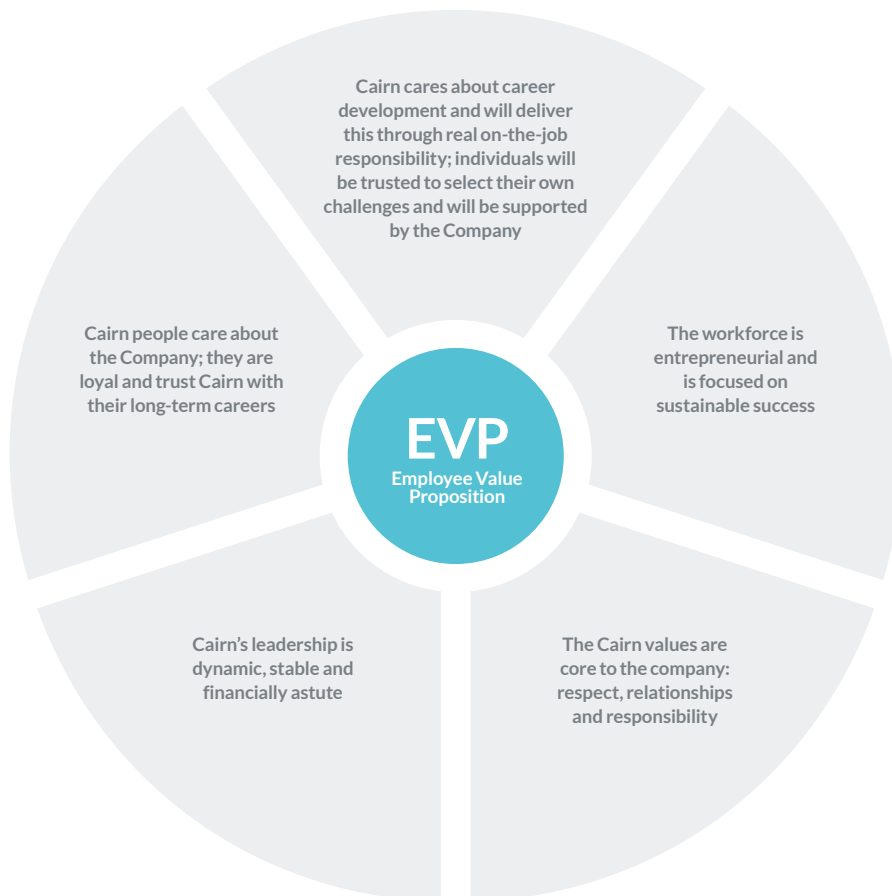 Cairn cares about career
development and will deliver
this through real on-the-job
responsibility; individuals will
be trusted to select their own
challenges and will be supported
by the Company
Cairn people care about
the Company; they are
loyal and trust Cairn with
their long-term careers
The workforce is
entrepreneurial and
is focused on
sustainable success
EVP
Employee Value
Proposition
Cairn’s leadership is
dynamic, stable and
financially astute
The Cairn values are
core to the company:
respect, relationships
and responsibility